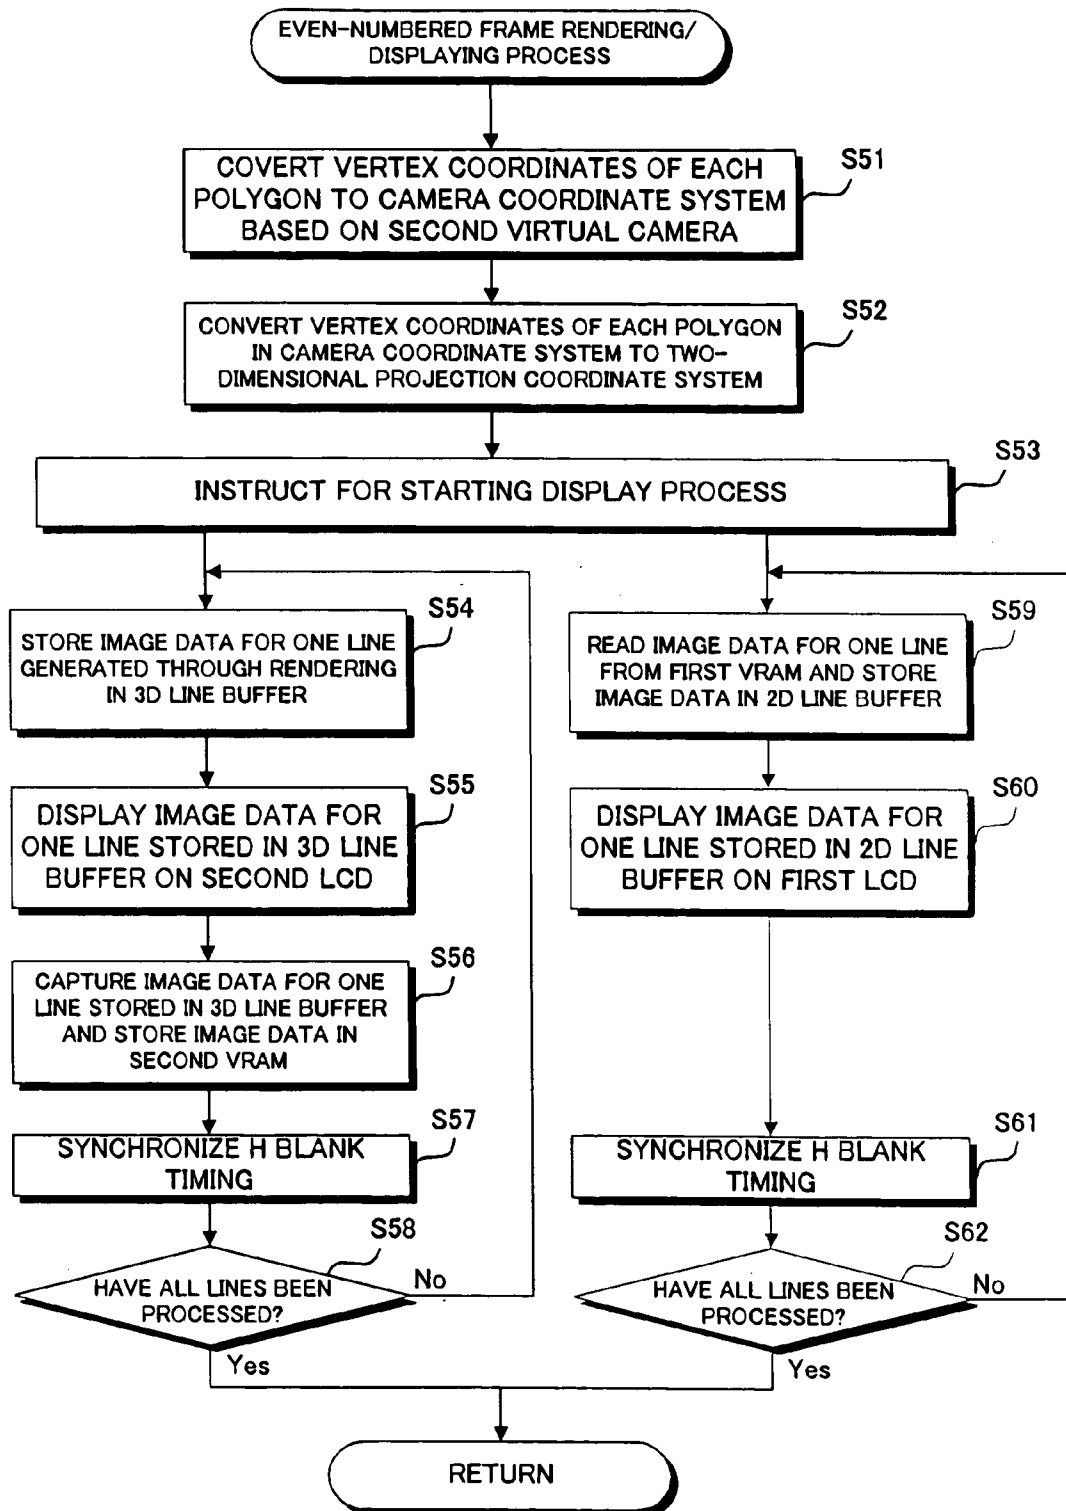 EVEN-NUMBERED FRAME RENDERING/
DISPLAYING PROCESS
S51
COVERT VERTEX COORDINATES OF EACH
POLYGON TO CAMERA COORDINATE SYSTEM
BASED ON SECOND VIRTUAL CAMERA
S52
CONVERT VERTEX COORDINATES OF EACH POLYGON
IN CAMERA COORDINATE SYSTEM TO TWO-
DIMENSIONAL PROJECTION COORDINATE SYSTEM
S53
INSTRUCT FOR STARTING DISPLAY PROCESS
S54
STORE IMAGE DATA FOR ONE LINE
GENERATED THROUGH RENDERING
IN 3D LINE BUFFER
S55
DISPLAY IMAGE DATA FOR
ONE LINE STORED IN 3D LINE
BUFFER ON SECOND LCD
S56
CAPTURE IMAGE DATA FOR ONE
LINE STORED IN 3D LINE BUFFER
AND STORE IMAGE DATA IN
SECOND VRAM
S57
SYNCHRONIZE H BLANK
TIMING
S58
HAVE ALL LINES BEEN
PROCESSED?
No
Yes
S59
READ IMAGE DATA FOR ONE LINE
FROM FIRST VRAM AND STORE
IMAGE DATA IN 2D LINE BUFFER
S60
DISPLAY IMAGE DATA FOR
ONE LINE STORED IN 2D LINE
BUFFER ON FIRST LCD
S61
SYNCHRONIZE H BLANK
TIMING
S62
HAVE ALL LINES BEEN
PROCESSED?
No
Yes
RETURN